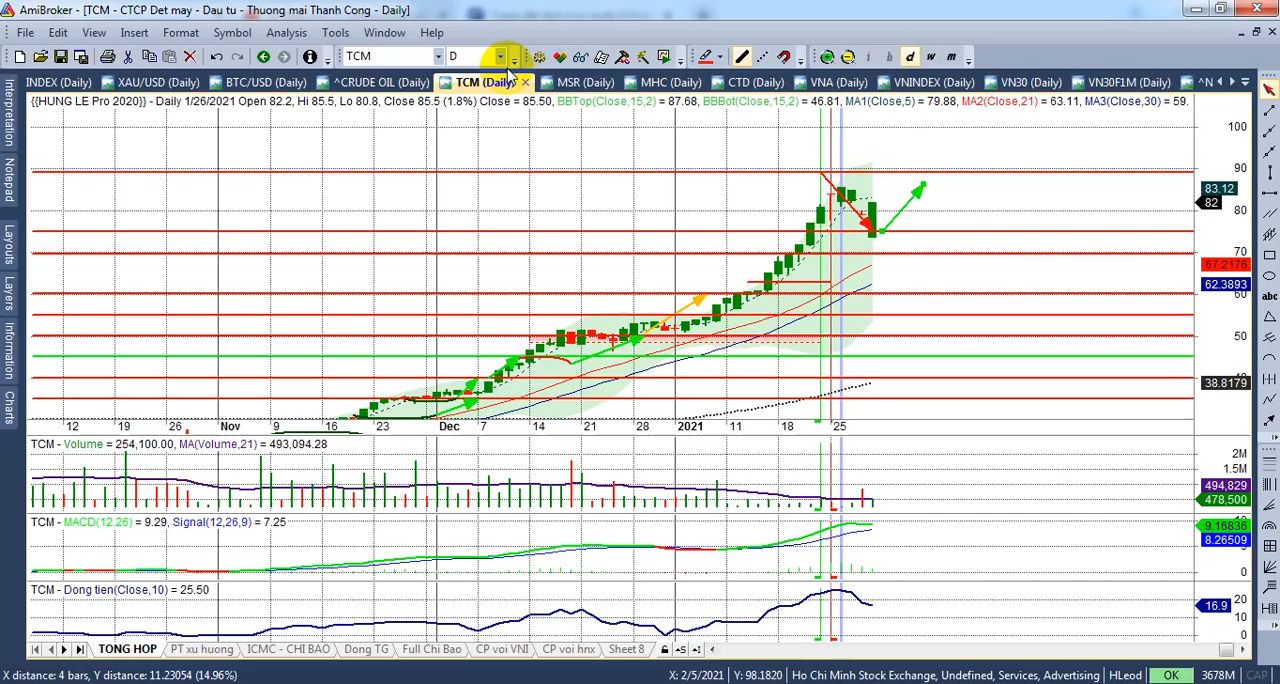 AmiBroker - [TCM - CTCP Det may - Dau tu - Thuong mai Thanh Cong - Daily]
File Edit View Insert Format Symbol Analysis Tools Window Help
TCM D i h d w m
INDEX (Daily) XAU/USD (Daily) BTC/USD (Daily) ^CRUDE OIL (Daily) TCM (Daily) MSR (Daily) MHC (Daily) CTD (Daily) VNA (Daily) VNINDEX (Daily) VN30 (Daily) VN30F1M (Daily) ^N
{{HUNG LE Pro 2020}} - Daily 1/26/2021 Open 82.2, Hi 85.5, Lo 80.8, Close 85.5 (1.8%) Close = 85.50, BBTop(Close,15,2) = 87.68, BBBot(Close,15,2) = 46.81, MA1(Close,5) = 79.88, MA2(Close,21) = 63.11, MA3(Close,30) = 59.
Interpretation
Notepad
Layouts
Layers
Information
Charts
100
90
83.12
82
80
70
67.2176
62.3893
60
50
38.8179
abc
12 19 26 Nov 9 16 23 Dec 7 14 21 28 2021 11 18 25
TCM - Volume = 254,100.00, MA(Volume,21) = 493,094.28
2M
1.5M
494,829
478,500
TCM - MACD(12,26) = 9.29, Signal(12,26,9) = 7.25
9.16836
8.26509
0
TCM - Dong tien(Close,10) = 25.50
20
16.9
10
0
TONG HOP PT xu huong ICMC - CHI BAO Dong TG Full Chi Bao CP voi VNI CP voi hnx Sheet 8
X distance: 4 bars, Y distance: 11.23054 (14.96%) X: 2/5/2021 Y: 98.1820 Ho Chi Minh Stock Exchange, Undefined, Services, Advertising HLeod OK 3678M CAP